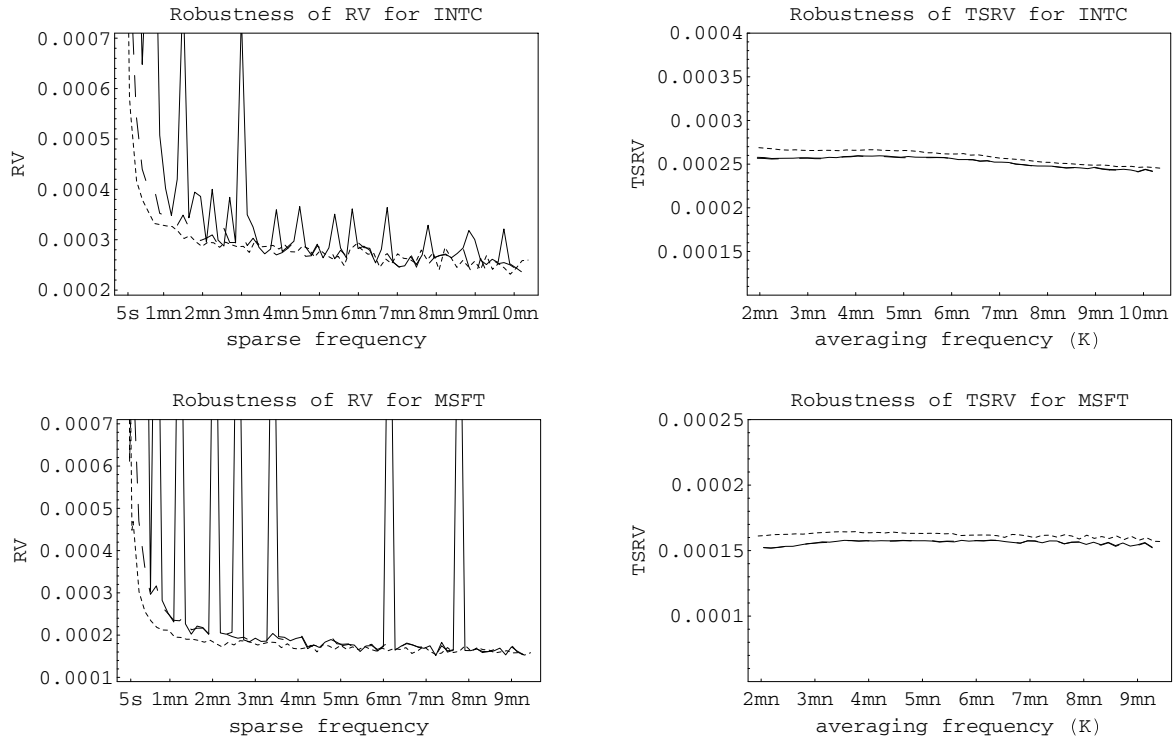 Robustness of RV for INTC
0.0007
0.0006
0.0005
0.0004
0.0003
0.0002
RV
5s 1mn 2mn 3mn 4mn 5mn 6mn 7mn 8mn 9mn 10mn
sparse frequency
Robustness of TSRV for INTC
0.0004
0.00035
0.0003
0.00025
0.0002
0.00015
TSRV
2mn 3mn 4mn 5mn 6mn 7mn 8mn 9mn 10mn
averaging frequency (K)
Robustness of RV for MSFT
0.0007
0.0006
0.0005
0.0004
0.0003
0.0002
0.0001
RV
5s 1mn 2mn 3mn 4mn 5mn 6mn 7mn 8mn 9mn
sparse frequency
Robustness of TSRV for MSFT
0.00025
0.0002
0.00015
0.0001
TSRV
2mn 3mn 4mn 5mn 6mn 7mn 8mn 9mn
averaging frequency (K)